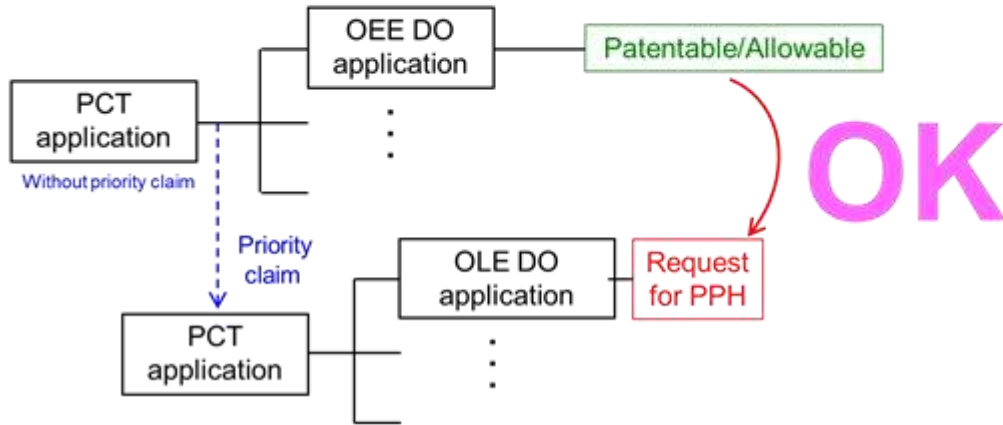 OEE DO
application
Patentable/Allowable
PCT
application
Without priority claim
OK
Priority
claim
OLE DO
application
Request
for PPH
PCT
application